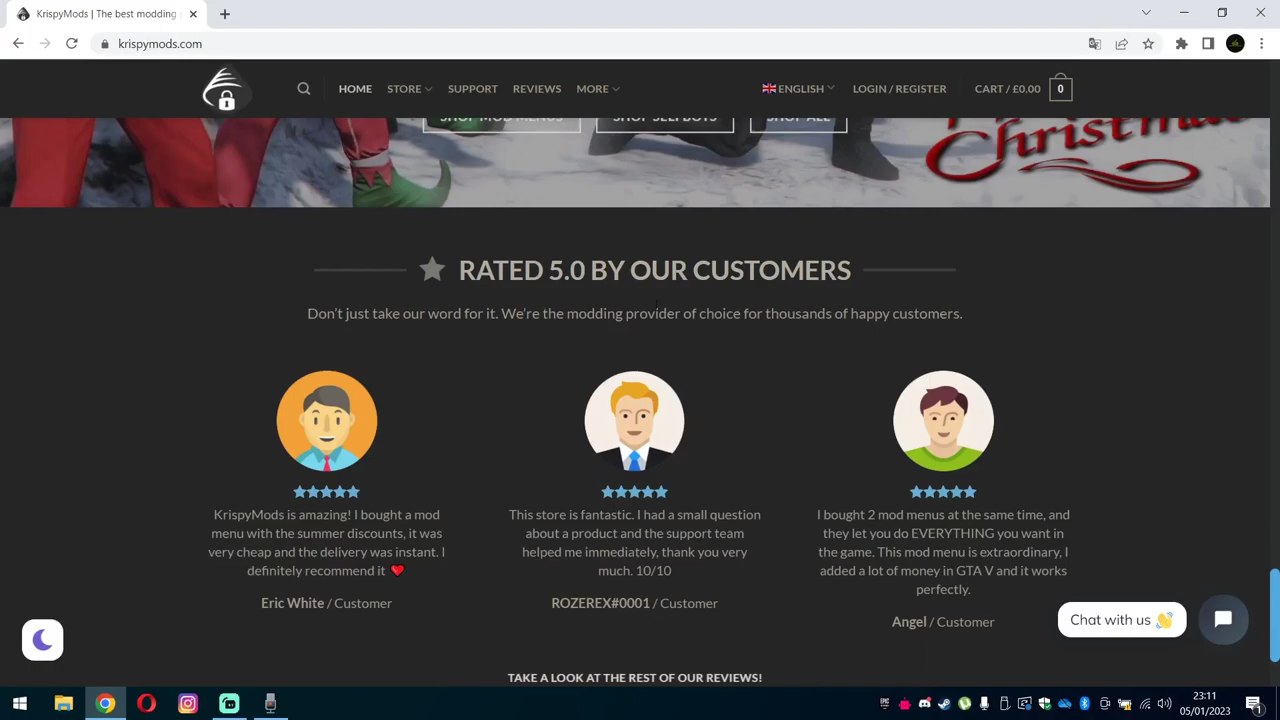 KrispyMods | The best modding
krispymods.com
HOME STORE SUPPORT REVIEWS MORE ENGLISH LOGIN / REGISTER CART / £0.00 0
SHOP MOD MENUS SHOP SELFBOTS SHOP ALL
Christmas
RATED 5.0 BY OUR CUSTOMERS
Don't just take our word for it. We're the modding provider of choice for thousands of happy customers.
KrispyMods is amazing! I bought a mod
menu with the summer discounts, it was
very cheap and the delivery was instant. I
definitely recommend it ❤
Eric White / Customer
This store is fantastic. I had a small question
about a product and the support team
helped me immediately, thank you very
much. 10/10
ROZEREX#0001 / Customer
I bought 2 mod menus at the same time, and
they let you do EVERYTHING you want in
the game. This mod menu is extraordinary, I
added a lot of money in GTA V and it works
perfectly.
Angel / Customer
Chat with us 👋
TAKE A LOOK AT THE REST OF OUR REVIEWS!
23:11
05/01/2023